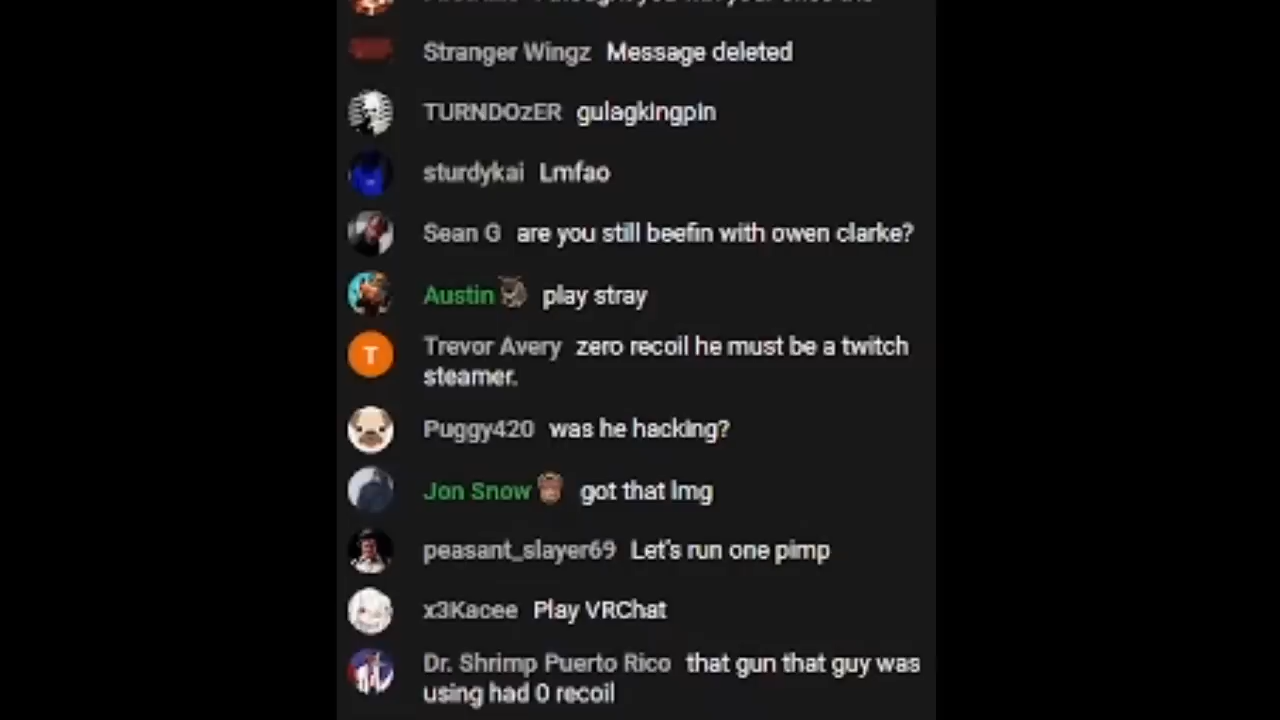 Stranger Wingz Message deleted
TURNDOzER gulagkingpin
sturdykai Lmfao
Sean G are you still beefin with owen clarke?
Austin play stray
Trevor Avery zero recoil he must be a twitch
steamer.
T
Puggy420 was he hacking?
Jon Snow got that lmg
peasant_slayer69 Let's run one pimp
x3Kacee Play VRChat
Dr. Shrimp Puerto Rico that gun that guy was
using had 0 recoil